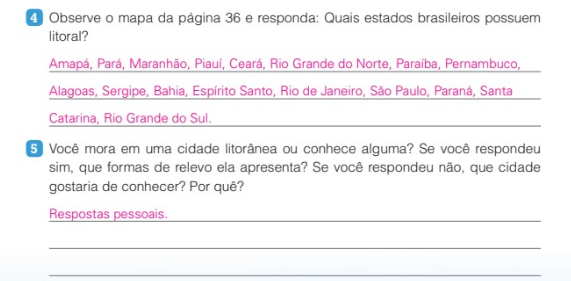 4 Observe o mapa da página 36 e responda: Quais estados brasileiros possuem
litoral?
Amapá, Pará, Maranhão, Piauí, Ceará, Rio Grande do Norte, Paraíba, Pernambuco,
Alagoas, Sergipe, Bahia, Espírito Santo, Rio de Janeiro, São Paulo, Paraná, Santa
Catarina, Rio Grande do Sul.
5 Você mora em uma cidade litorânea ou conhece alguma? Se você respondeu
sim, que formas de relevo ela apresenta? Se você respondeu não, que cidade
gostaria de conhecer? Por quê?
Respostas pessoais.